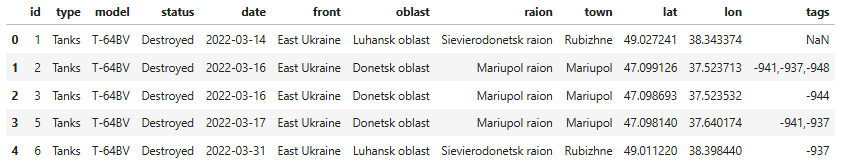 id type model status date front oblast raion town lat lon tags
0 1 Tanks T-64BV Destroyed 2022-03-14 East Ukraine Luhansk oblast Sievierodonetsk raion Rubizhne 49.027241 38.343374 NaN
1 2 Tanks T-64BV Destroyed 2022-03-16 East Ukraine Donetsk oblast Mariupol raion Mariupol 47.099126 37.523713 -941,-937,-948
2 3 Tanks T-64BV Destroyed 2022-03-16 East Ukraine Donetsk oblast Mariupol raion Mariupol 47.098693 37.523532 -944
3 5 Tanks T-64BV Destroyed 2022-03-17 East Ukraine Donetsk oblast Mariupol raion Mariupol 47.098140 37.640174 -941,-937
4 6 Tanks T-64BV Destroyed 2022-03-31 East Ukraine Luhansk oblast Sievierodonetsk raion Rubizhne 49.011220 38.398440 -937